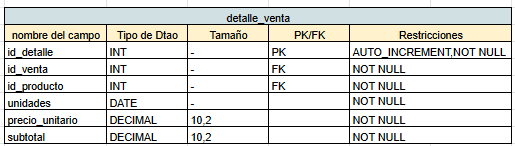 detalle_venta
nombre del campo Tipo de Dtao Tamaño PK/FK Restricciones
id_detalle INT - PK AUTO_INCREMENT,NOT NULL
id_venta INT - FK NOT NULL
id_producto INT - FK NOT NULL
unidades DATE - NOT NULL
precio_unitario DECIMAL 10,2 NOT NULL
subtotal DECIMAL 10,2 NOT NULL